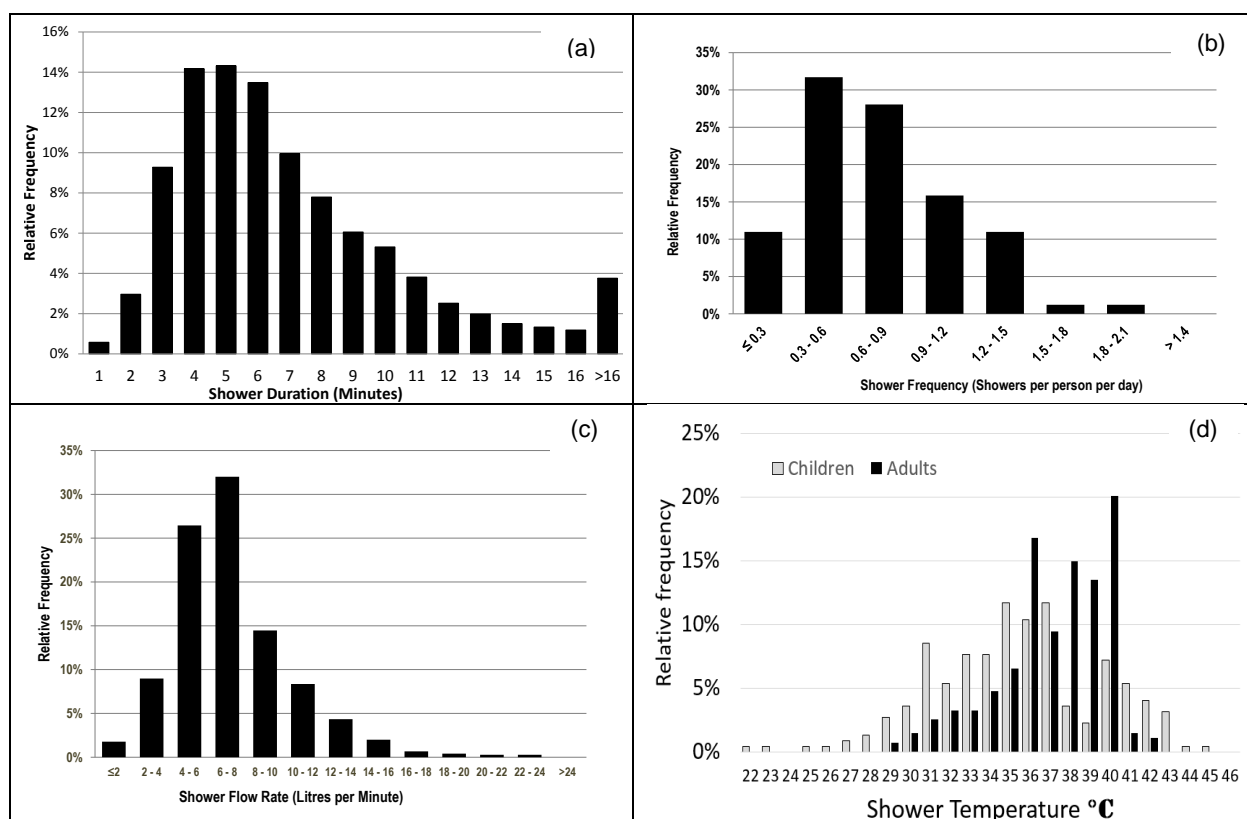 (a)
16%
14%
12%
10%
8%
6%
4%
2%
0%
Relative Frequency
1 2 3 4 5 6 7 8 9 10 11 12 13 14 15 16 >16
Shower Duration (Minutes)
(b)
35%
30%
25%
20%
15%
10%
5%
0%
Relative Frequency
≤ 0.3 0.3 - 0.6 0.6 - 0.9 0.9 - 1.2 1.2 - 1.5 1.5 - 1.8 1.8 - 2.1 > 1.4
Shower Frequency (Showers per person per day)
(c)
35%
30%
25%
20%
15%
10%
5%
0%
Relative Frequency
≤2 2 - 4 4 - 6 6 - 8 8 - 10 10 - 12 12 - 14 14 - 16 16 - 18 18 - 20 20 - 22 22 - 24 >24
Shower Flow Rate (Litres per Minute)
(d)
25%
20%
15%
10%
5%
0%
Children Adults
Relative frequency
22 23 24 25 26 27 28 29 30 31 32 33 34 35 36 37 38 39 40 41 42 43 44 45 46
Shower Temperature °C